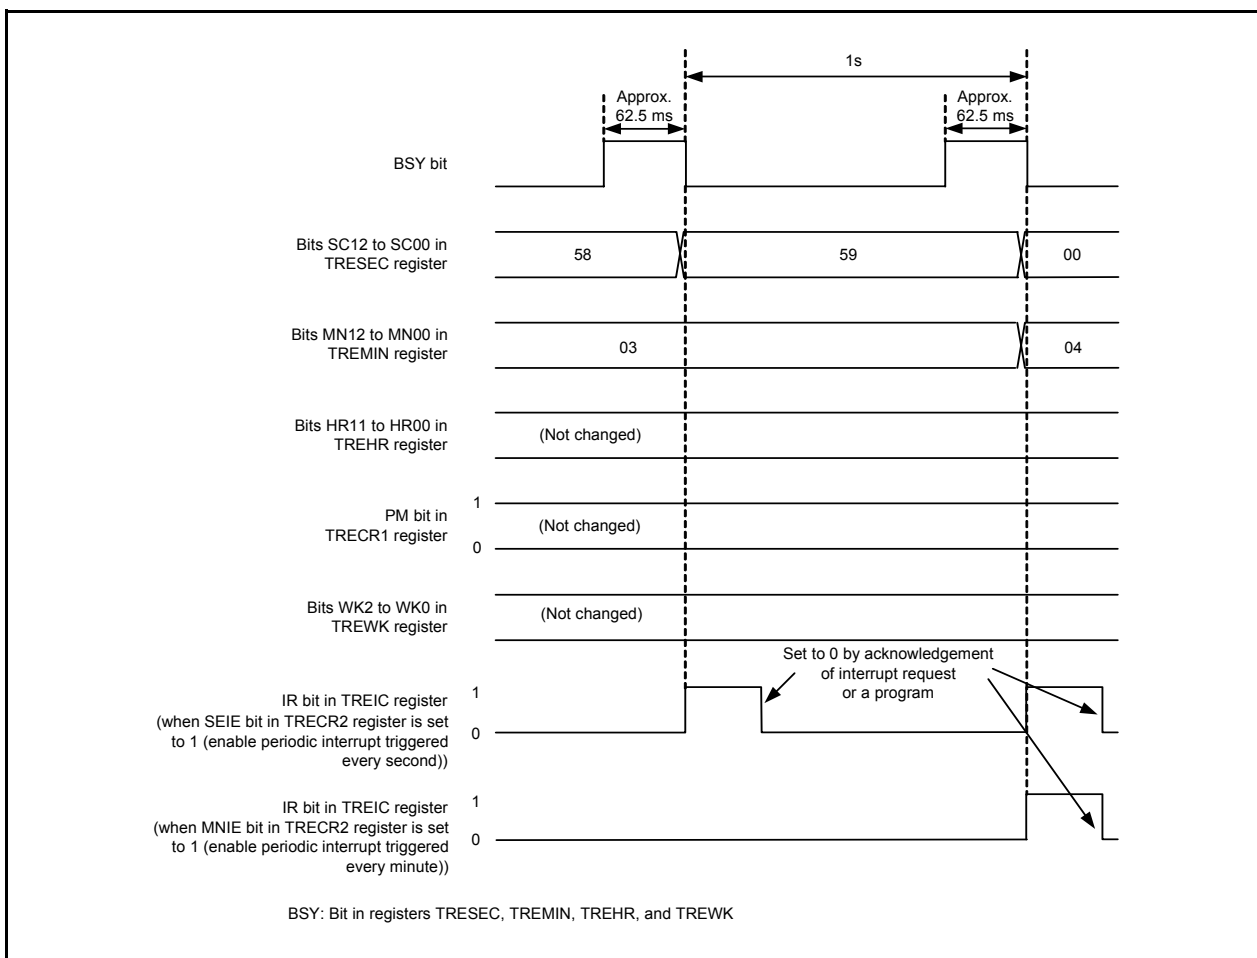 1s
Approx.
62.5 ms
Approx.
62.5 ms
BSY bit
Bits SC12 to SC00 in
TRESEC register
58
59
00
Bits MN12 to MN00 in
TREMIN register
03
04
Bits HR11 to HR00 in
TREHR register
(Not changed)
PM bit in
TRECR1 register
1
0
(Not changed)
Bits WK2 to WK0 in
TREWK register
(Not changed)
Set to 0 by acknowledgement
of interrupt request
or a program
IR bit in TREIC register
(when SEIE bit in TRECR2 register is set
to 1 (enable periodic interrupt triggered
every second))
1
0
IR bit in TREIC register
(when MNIE bit in TRECR2 register is set
to 1 (enable periodic interrupt triggered
every minute))
1
0
BSY: Bit in registers TRESEC, TREMIN, TREHR, and TREWK